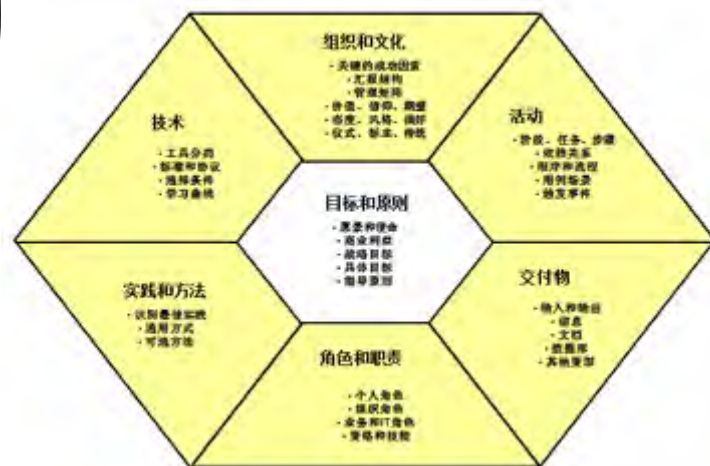 组织和文化
· 关键的成功因素
· 汇报结构
· 管理矩阵
· 价值、信仰、期望
· 态度、风格、偏好
· 仪式、标准、传统
技术
· 工具分类
· 标准和协议
· 选择条件
· 学习曲线
活动
· 阶段、任务、步骤
· 依赖关系
· 顺序和流程
· 用例场景
· 触发事件
目标和原则
· 愿景和使命
· 商业利益
· 战略目标
· 具体目标
· 指导原则
实践和方法
· 识别最佳实践
· 通用方式
· 可选方法
交付物
· 输入和输出
· 信息
· 文档
· 数据库
· 其他资源
角色和职责
· 个人角色
· 组织角色
· 业务和IT角色
· 资格和技能